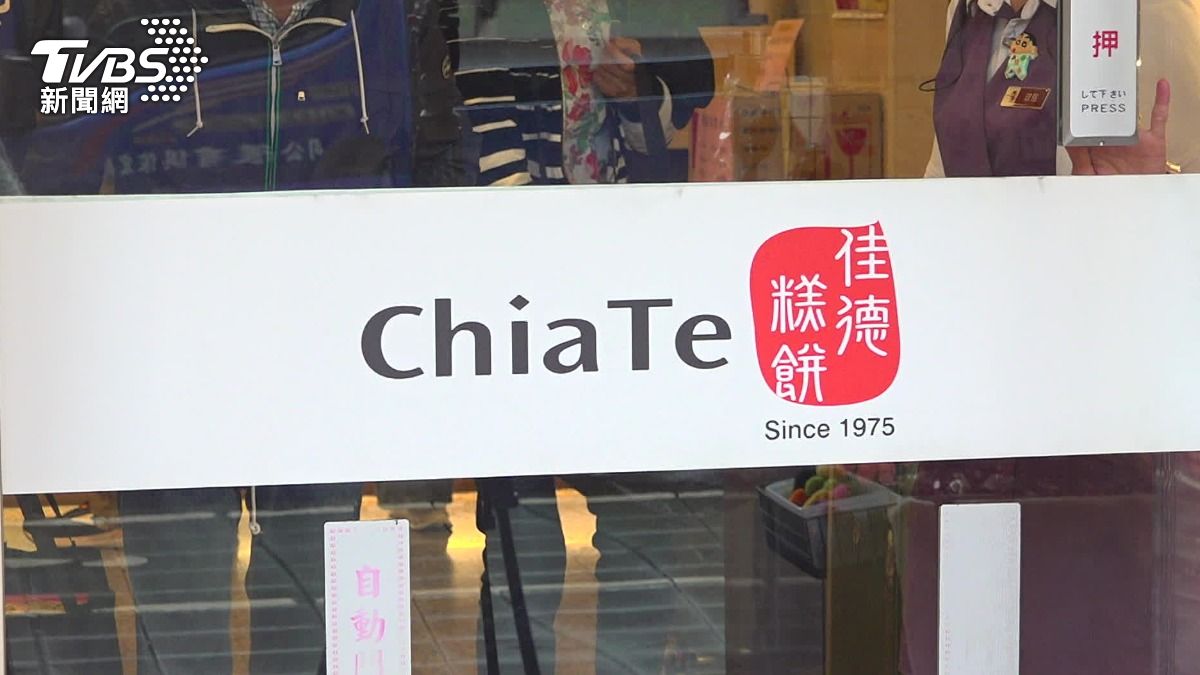 TVBS
新聞網
押
して下さい
PRESS
ChiaTe
佳德
糕餅
Since 1975
自動門